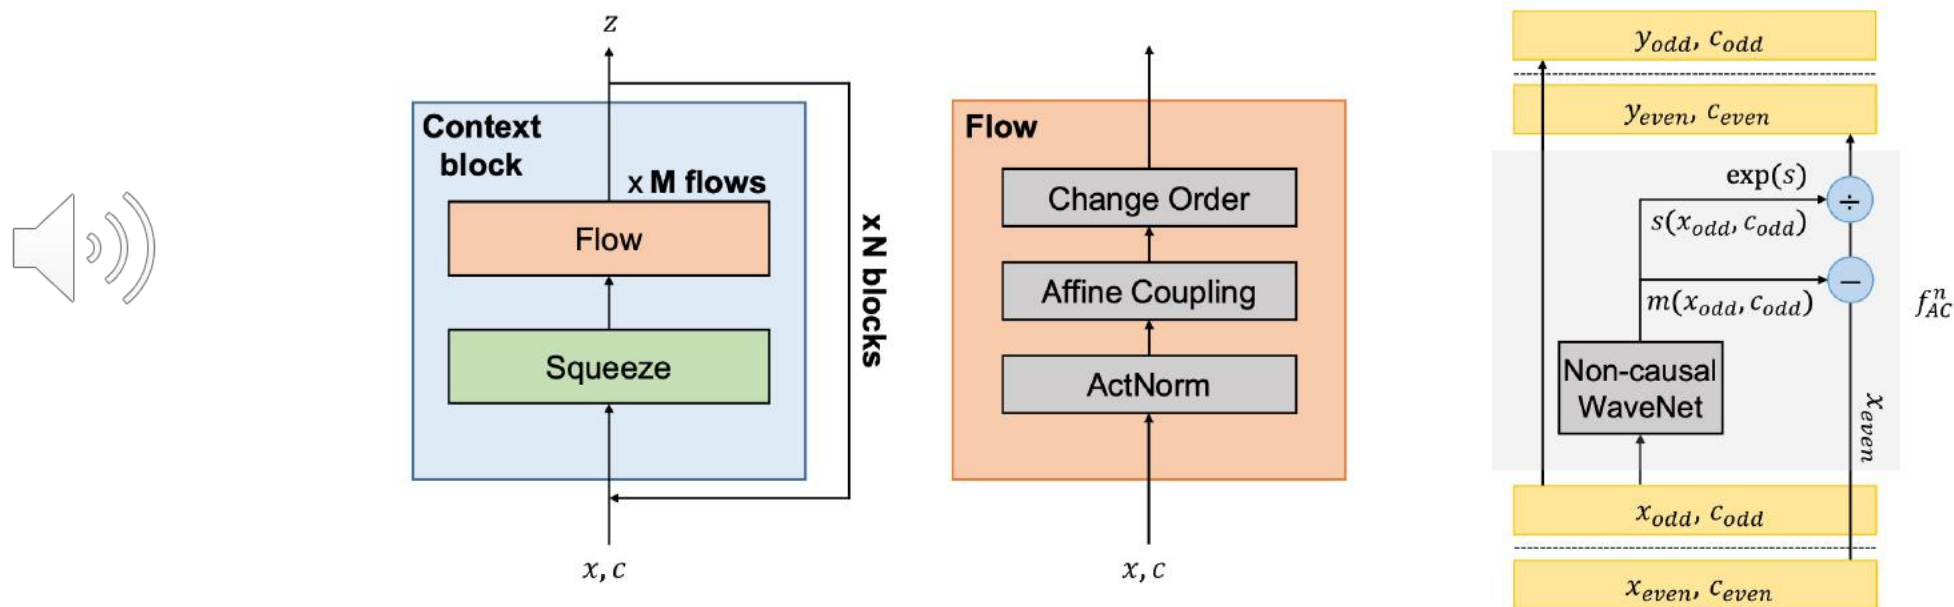 z
Context
block
x M flows
Flow
Squeeze
x N blocks
x, c
Flow
Change Order
Affine Coupling
ActNorm
x, c
y_odd, c_odd
y_even, c_even
exp(s)
÷
s(x_odd, c_odd)
−
m(x_odd, c_odd)
f_AC^n
Non-causal
WaveNet
x_even
x_odd, c_odd
x_even, c_even